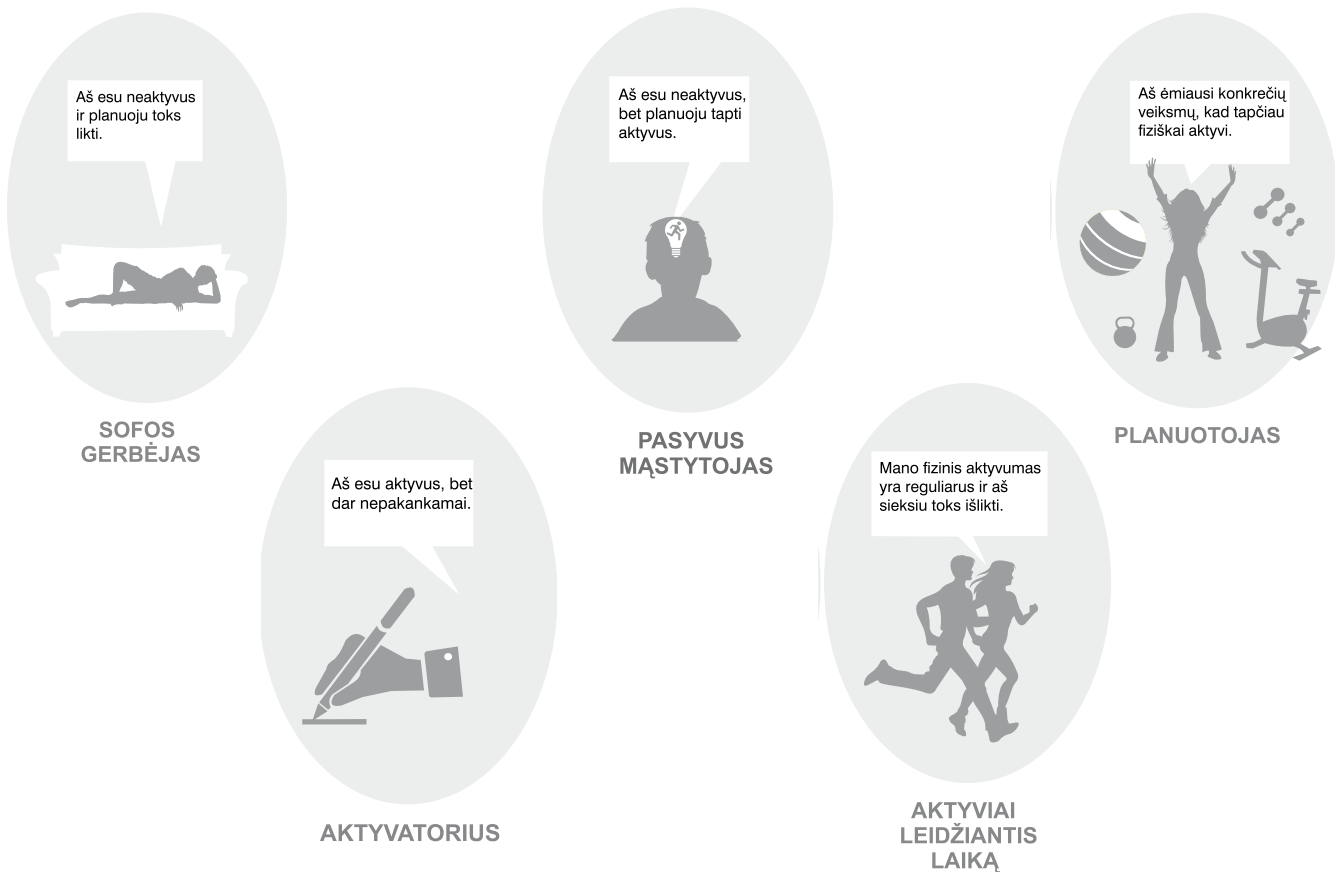 Aš esu neaktyvus
ir planuoju toks
likti.
SOFOS
GERBĖJAS
Aš esu neaktyvus,
bet planuoju tapti
aktyvus.
PASYVUS
MĄSTYTOJAS
Aš ėmiausi konkrečių
veiksmų, kad tapčiau
fiziškai aktyvi.
PLANUOTOJAS
Aš esu aktyvus, bet
dar nepakankamai.
AKTYVATORIUS
Mano fizinis aktyvumas
yra reguliarus ir aš
sieksiu toks išlikti.
AKTYVIAI
LEIDŽIANTIS
LAIKĄ